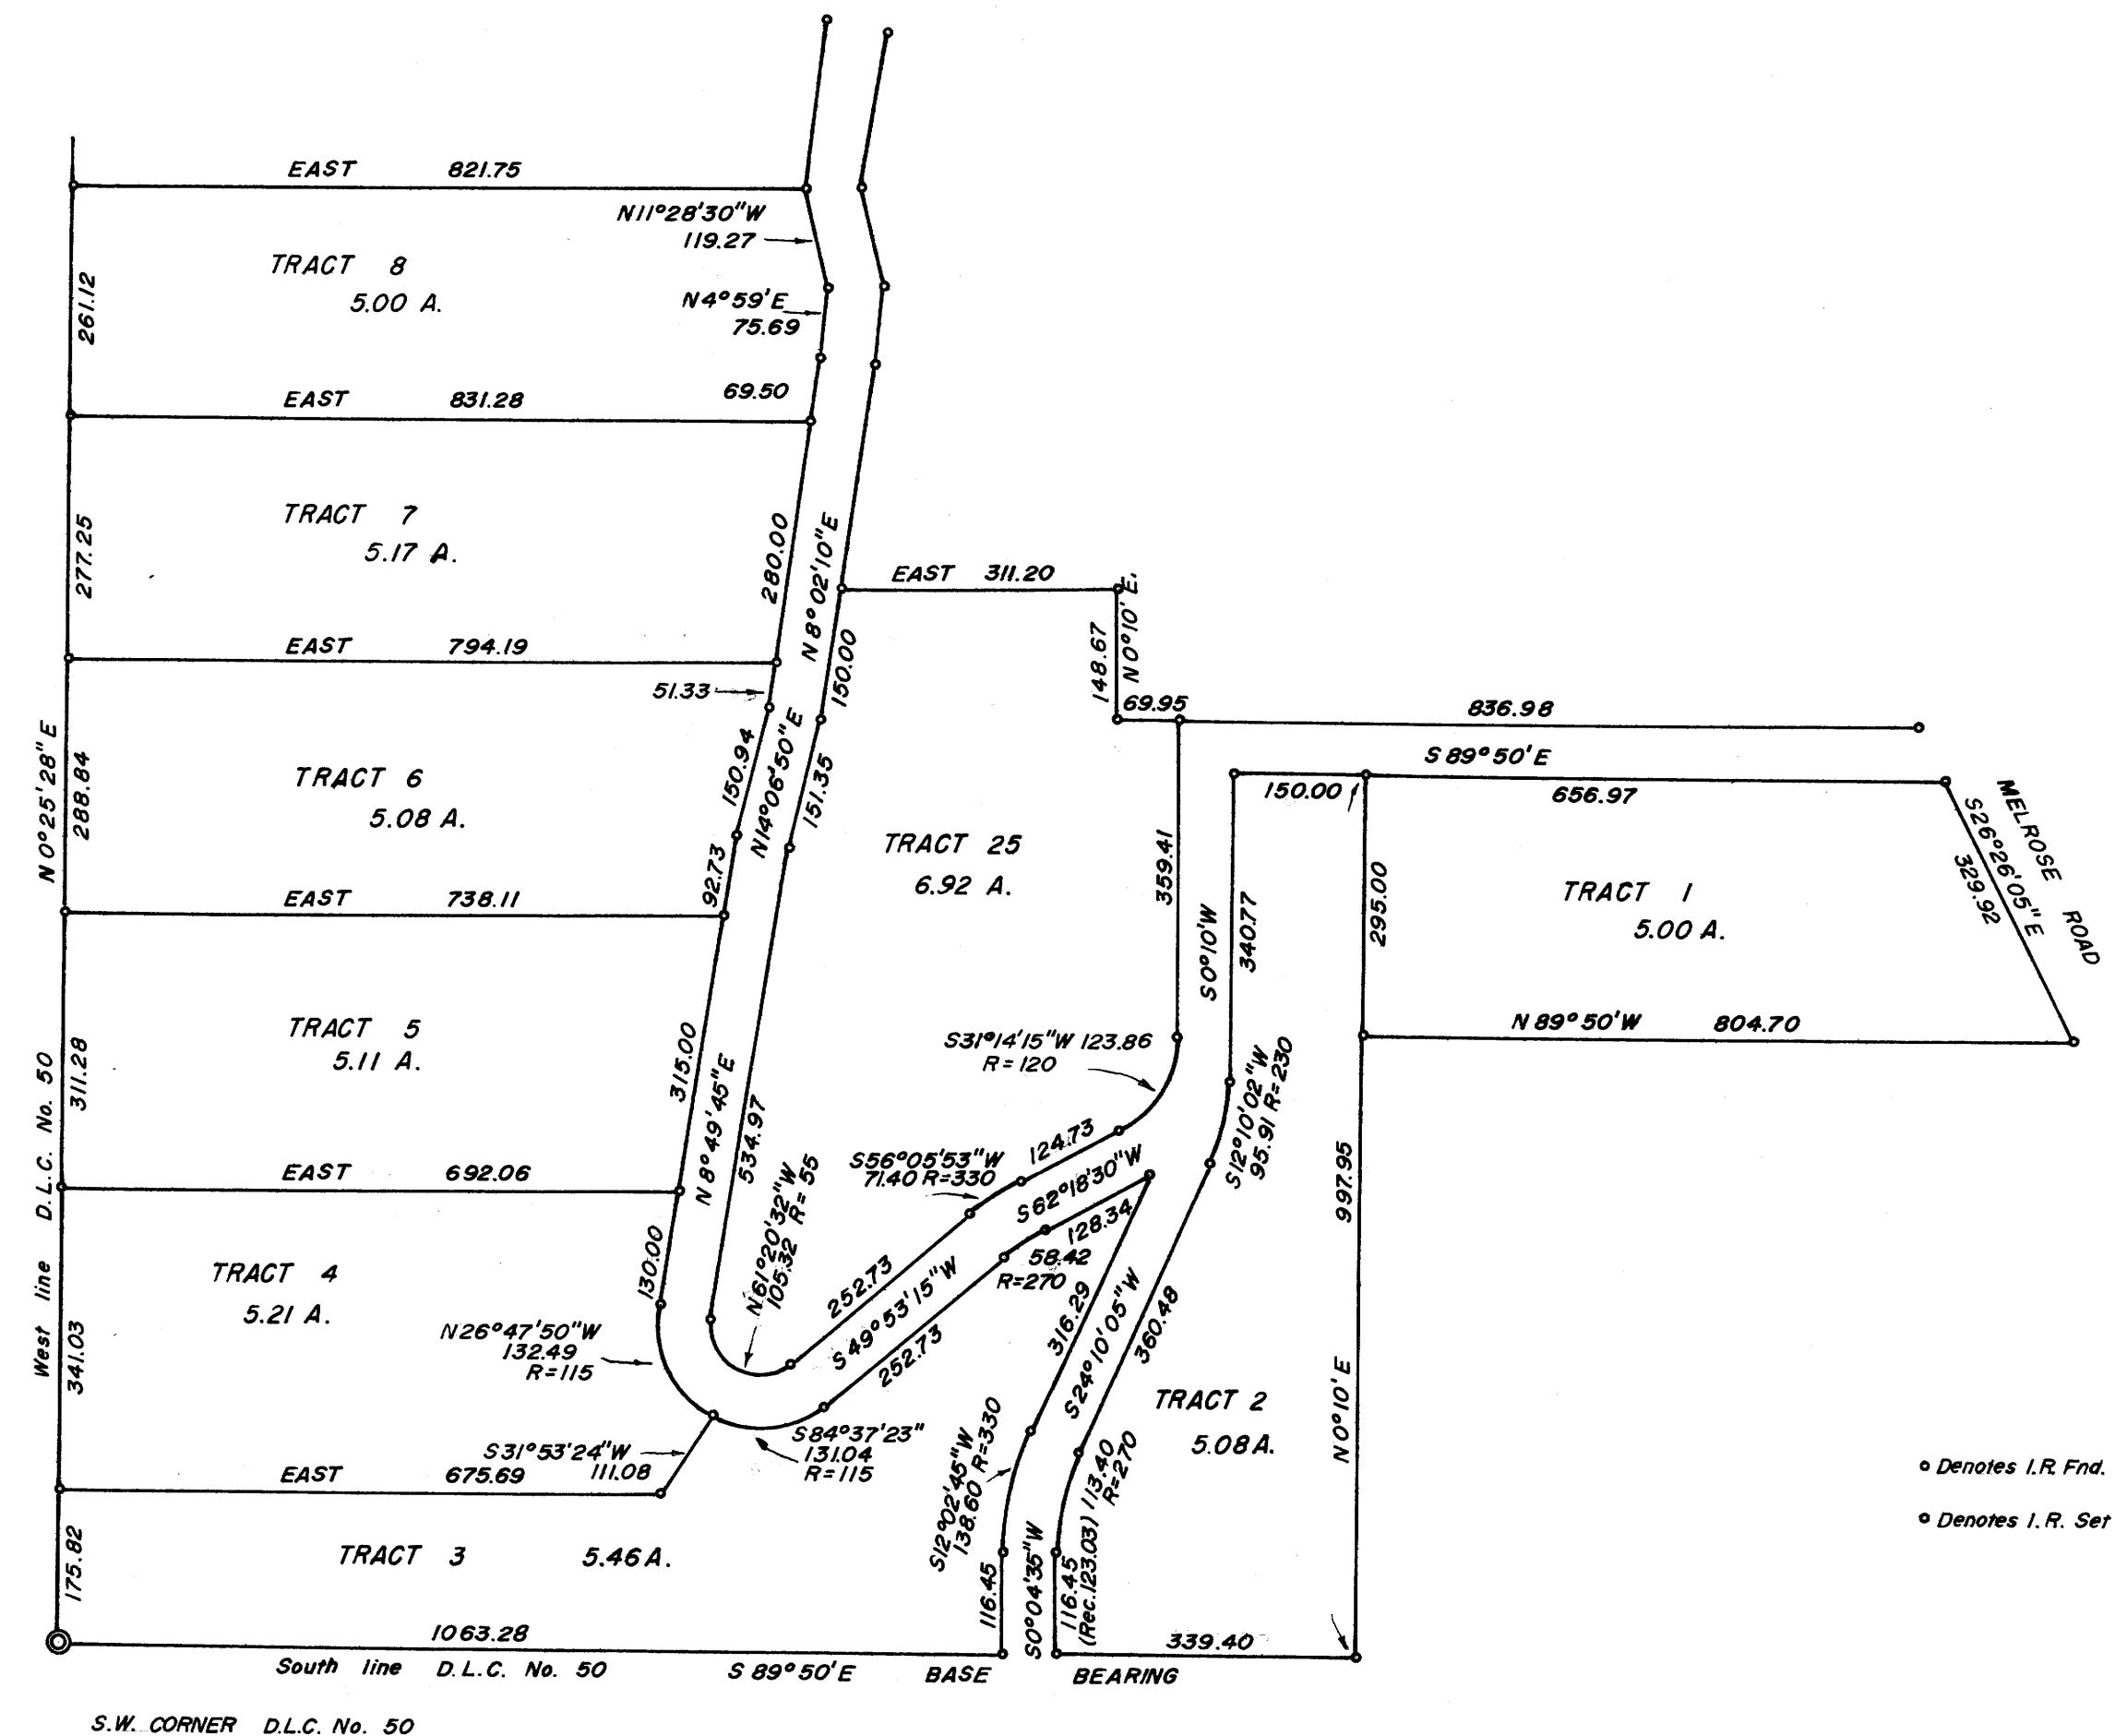 EAST 821.75
N11°28'30"W
119.27
TRACT 8
5.00 A.
261.12
N4°59'E
75.69
EAST 831.28
69.50
TRACT 7
5.17 A.
277.25
280.00
N8°02'10"E
EAST 311.20
148.67
N0°10'E.
EAST 794.19
51.33
150.00
69.95
836.98
S89°50'E
N0°25'28"E
288.84
TRACT 6
5.08 A.
150.94
N14°06'50"E
151.35
92.73
TRACT 25
6.92 A.
359.41
S0°10'W
340.77
150.00
656.97
295.00
TRACT 1
5.00 A.
MELROSE ROAD
S26°26'05"E
329.92
N89°50'W 804.70
EAST 738.11
TRACT 5
5.11 A.
311.28
315.00
N8°49'45"E
534.97
S31°14'15"W 123.86
R=120
S12°10'02"W
95.91 R=230
124.73
S56°05'53"W
71.40 R=330
S62°18'30"W
128.34
58.42
R=270
997.95
N0°10'E
EAST 692.06
West line D.L.C. No. 50
TRACT 4
5.21 A.
341.03
130.00
N61°20'32"W
105.32 R=55
252.73
S49°53'15"W
252.73
316.29
S24°10'05"W
360.48
N26°47'50"W
132.49
R=115
S84°37'23"
131.04
R=115
S31°53'24"W
111.08
TRACT 2
5.08A.
S12°02'45"W
138.60 R=330
113.40
R=270
EAST 675.69
175.82
TRACT 3 5.46A.
116.45
S0°04'35"W
116.45
(Rec.123.03)
1063.28
339.40
South line D.L.C. No. 50 S89°50'E BASE BEARING
S.W. CORNER D.L.C. No. 50
Denotes I.R. Fnd.
Denotes I.R. Set